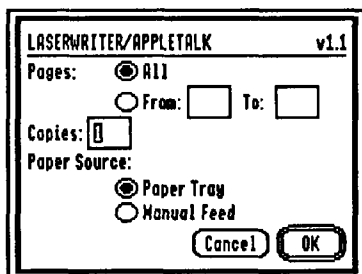 LASERWRITER/APPLETALK v1.1
Pages: All
From: To:
Copies: 1
Paper Source:
Paper Tray
Manual Feed
Cancel OK